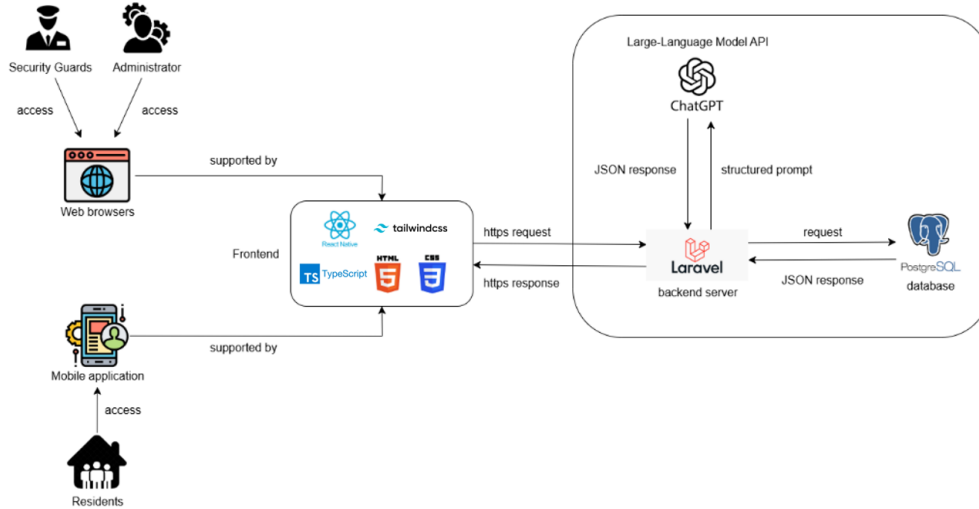 Security Guards
Administrator
access
access
Web browsers
supported by
Large-Language Model API
ChatGPT
JSON response
structured prompt
Frontend
React Native
tailwindcss
TS TypeScript
HTML
5
CSS
3
https request
https response
Laravel
backend server
request
JSON response
PostgreSQL
database
supported by
Mobile application
access
Residents